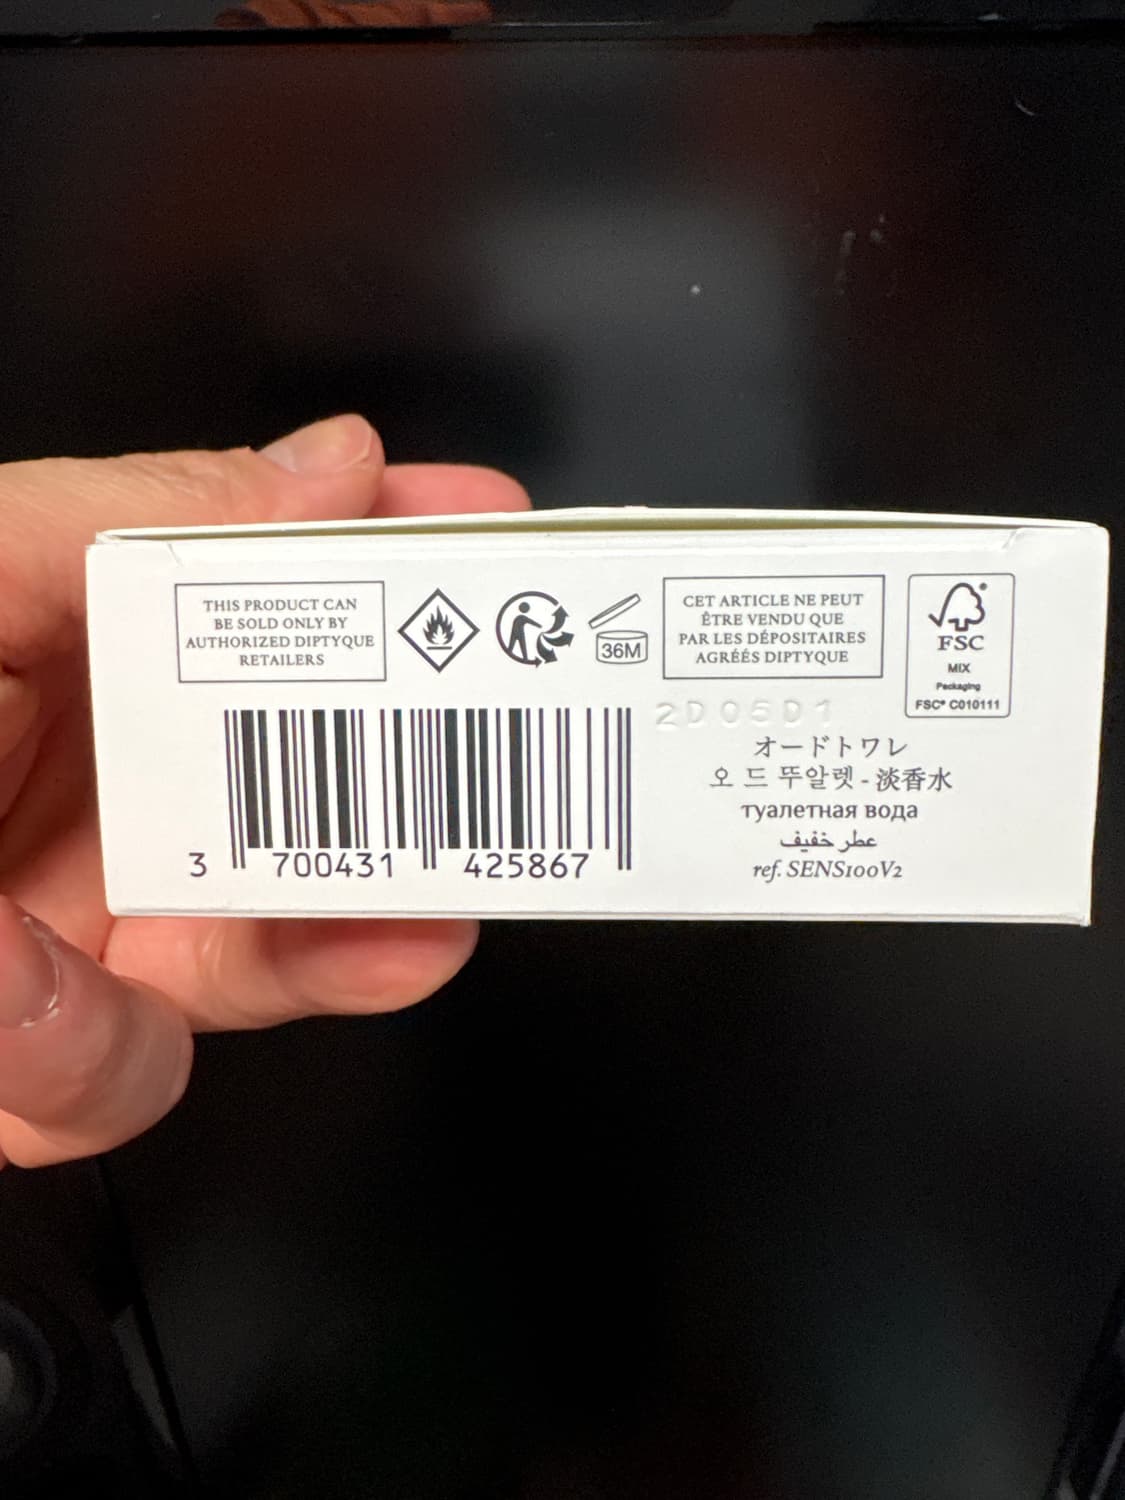 THIS PRODUCT CAN
BE SOLD ONLY BY
AUTHORIZED DIPTYQUE
RETAILERS
36M
CET ARTICLE NE PEUT
ÊTRE VENDU QUE
PAR LES DÉPOSITAIRES
AGRÉÉS DIPTYQUE
FSC
MIX
Packaging
FSC® C010111
2D05D1
オードトワレ
오 드 뚜알렛 - 淡香水
туалетная вода
عطر خفيف
ref. SENS100V2
3 700431 425867